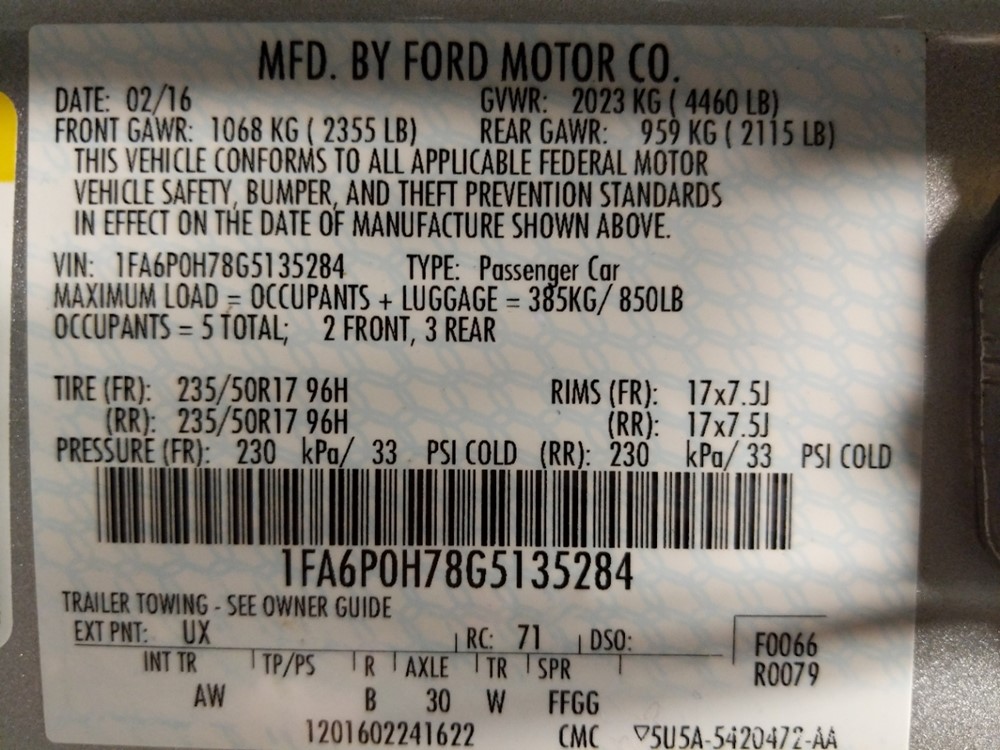 MFD. BY FORD MOTOR CO.
DATE: 02/16 GVWR: 2023 KG ( 4460 LB)
FRONT GAWR: 1068 KG ( 2355 LB) REAR GAWR: 959 KG ( 2115 LB)
THIS VEHICLE CONFORMS TO ALL APPLICABLE FEDERAL MOTOR
VEHICLE SAFETY, BUMPER, AND THEFT PREVENTION STANDARDS
IN EFFECT ON THE DATE OF MANUFACTURE SHOWN ABOVE.
VIN: 1FA6P0H78G5135284 TYPE: Passenger Car
MAXIMUM LOAD = OCCUPANTS + LUGGAGE = 385KG/ 850LB
OCCUPANTS = 5 TOTAL; 2 FRONT, 3 REAR
TIRE (FR): 235/50R17 96H RIMS (FR): 17x7.5J
(RR): 235/50R17 96H (RR): 17x7.5J
PRESSURE (FR): 230 kPa/ 33 PSI COLD (RR): 230 kPa/ 33 PSI COLD
1FA6P0H78G5135284
TRAILER TOWING - SEE OWNER GUIDE
EXT PNT: UX RC: 71 DSO: F0066
INT TR TP/PS R AXLE TR SPR R0079
AW B 30 W FFGG
1201602241622 CMC ▽5U5A-5420472-AA